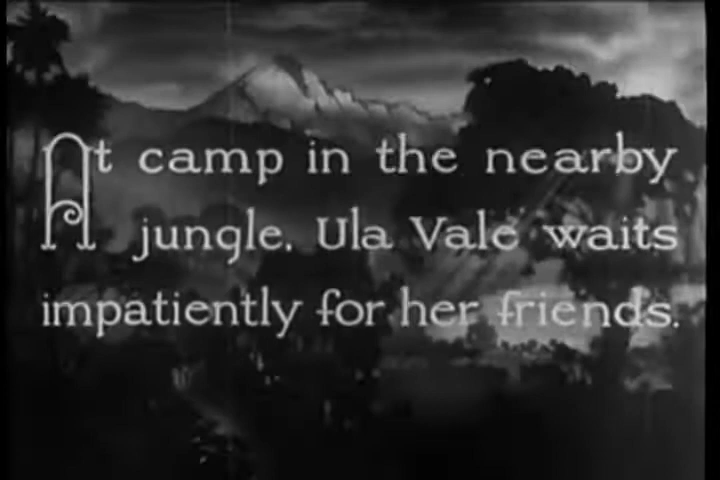 At camp in the nearby
jungle, Ula Vale waits
impatiently for her friends.